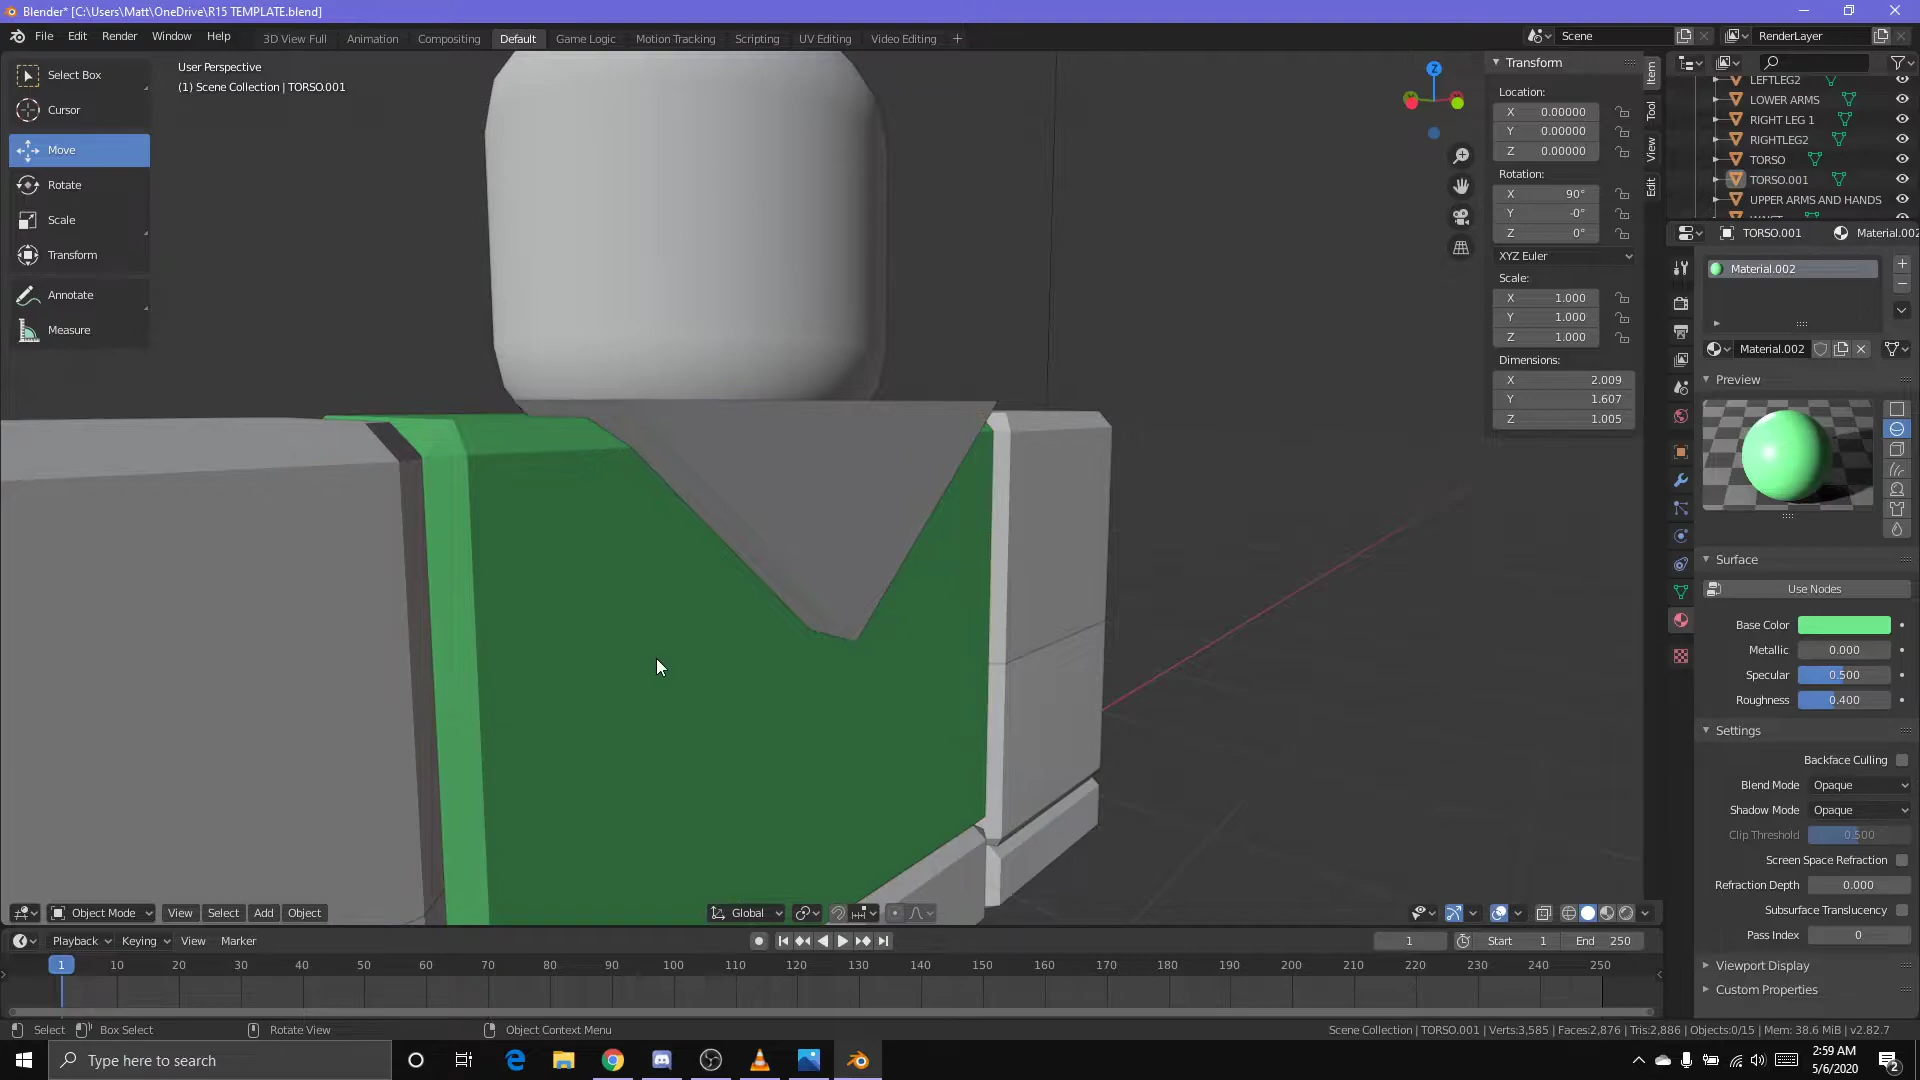 Blender* [C:\Users\Matt\OneDrive\R15 TEMPLATE.blend]
File Edit Render Window Help
3D View Full Animation Compositing Default Game Logic Motion Tracking Scripting UV Editing Video Editing
Scene
RenderLayer
Select Box
Cursor
Move
Rotate
Scale
Transform
Annotate
Measure
User Perspective
(1) Scene Collection | TORSO.001
Z
Transform
Location:
X 0.00000
Y 0.00000
Z 0.00000
Rotation:
X 90°
Y -0°
Z 0°
XYZ Euler
Scale:
X 1.000
Y 1.000
Z 1.000
Dimensions:
X 2.009
Y 1.607
Z 1.005
Item
Tool
View
Edit
LEFTLEG2
LOWER ARMS
RIGHT LEG 1
RIGHTLEG2
TORSO
TORSO.001
UPPER ARMS AND HANDS
TORSO.001 Material.002
Material.002
Material.002
Preview
Surface
Use Nodes
Base Color
Metallic 0.000
Specular 0.500
Roughness 0.400
Settings
Backface Culling
Blend Mode Opaque
Shadow Mode Opaque
Clip Threshold 0.500
Screen Space Refraction
Refraction Depth 0.000
Subsurface Translucency
Pass Index 0
Viewport Display
Custom Properties
Object Mode View Select Add Object
Global
Playback Keying View Marker
1 Start 1 End 250
1 10 20 30 40 50 60 70 80 90 100 110 120 130 140 150 160 170 180 190 200 210 220 230 240 250
Select Box Select Rotate View Object Context Menu
Scene Collection | TORSO.001 | Verts:3,585 | Faces:2,876 | Tris:2,886 | Objects:0/15 | Mem: 38.6 MiB | v2.82.7
Type here to search
2:59 AM
5/6/2020
2